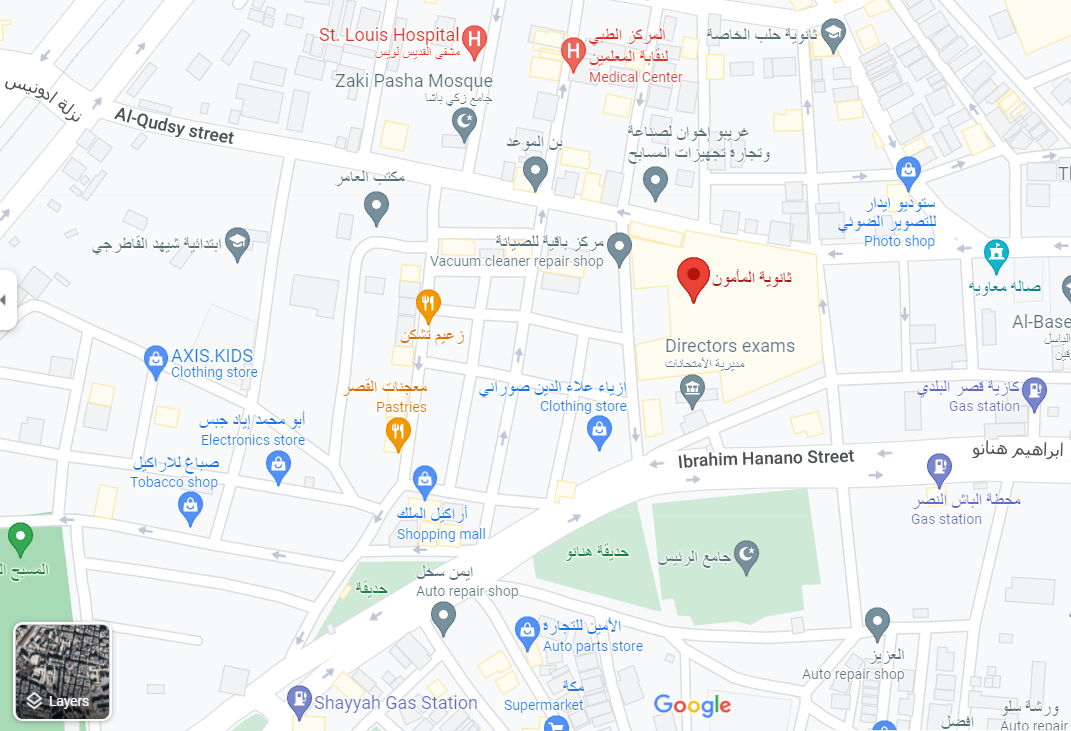 St. Louis Hospital
مشفى القديس لويس
المركز الطبي
لنقابة المعلمين
Medical Center
ثانوية حلب الخاصة
نزلة ادونيس
Zaki Pasha Mosque
جامع زكي باشا
Al-Qudsy street
بن الموعد
غريبو إخوان لصناعة
وتجارة تجهيزات المسابح
مكتب العامر
ستوديو ايدار
للتصوير الضوئي
Photo shop
ابتدائية شهيد القاطرجي
مركز باقية للصيانة
Vacuum cleaner repair shop
ثانوية المأمون
صاله معاويه
زعيم تشكن
Al-Base
الباسل
Directors exams
مديرية الأمتحانات
AXIS.KIDS
Clothing store
معجنات القصر
Pastries
إزياء علاء الدين صوراني
Clothing store
كازية قصر البلدي
Gas station
أبو محمد إياد جبس
Electronics store
صباغ للاراكيل
Tobacco shop
Ibrahim Hanano Street
ابراهيم هنانو
أراكيل الملك
Shopping mall
محطة الباش النصر
Gas station
حديقة هنانو
جامع الرئيس
المسبح ال
حديقة
ايمن سخل
Auto repair shop
الأمين للتجارة
Auto parts store
العزيز
Auto repair shop
مكة
Supermarket
Shayyah Gas Station
Layers
Google
ورشة سلو
Auto repair
افضل